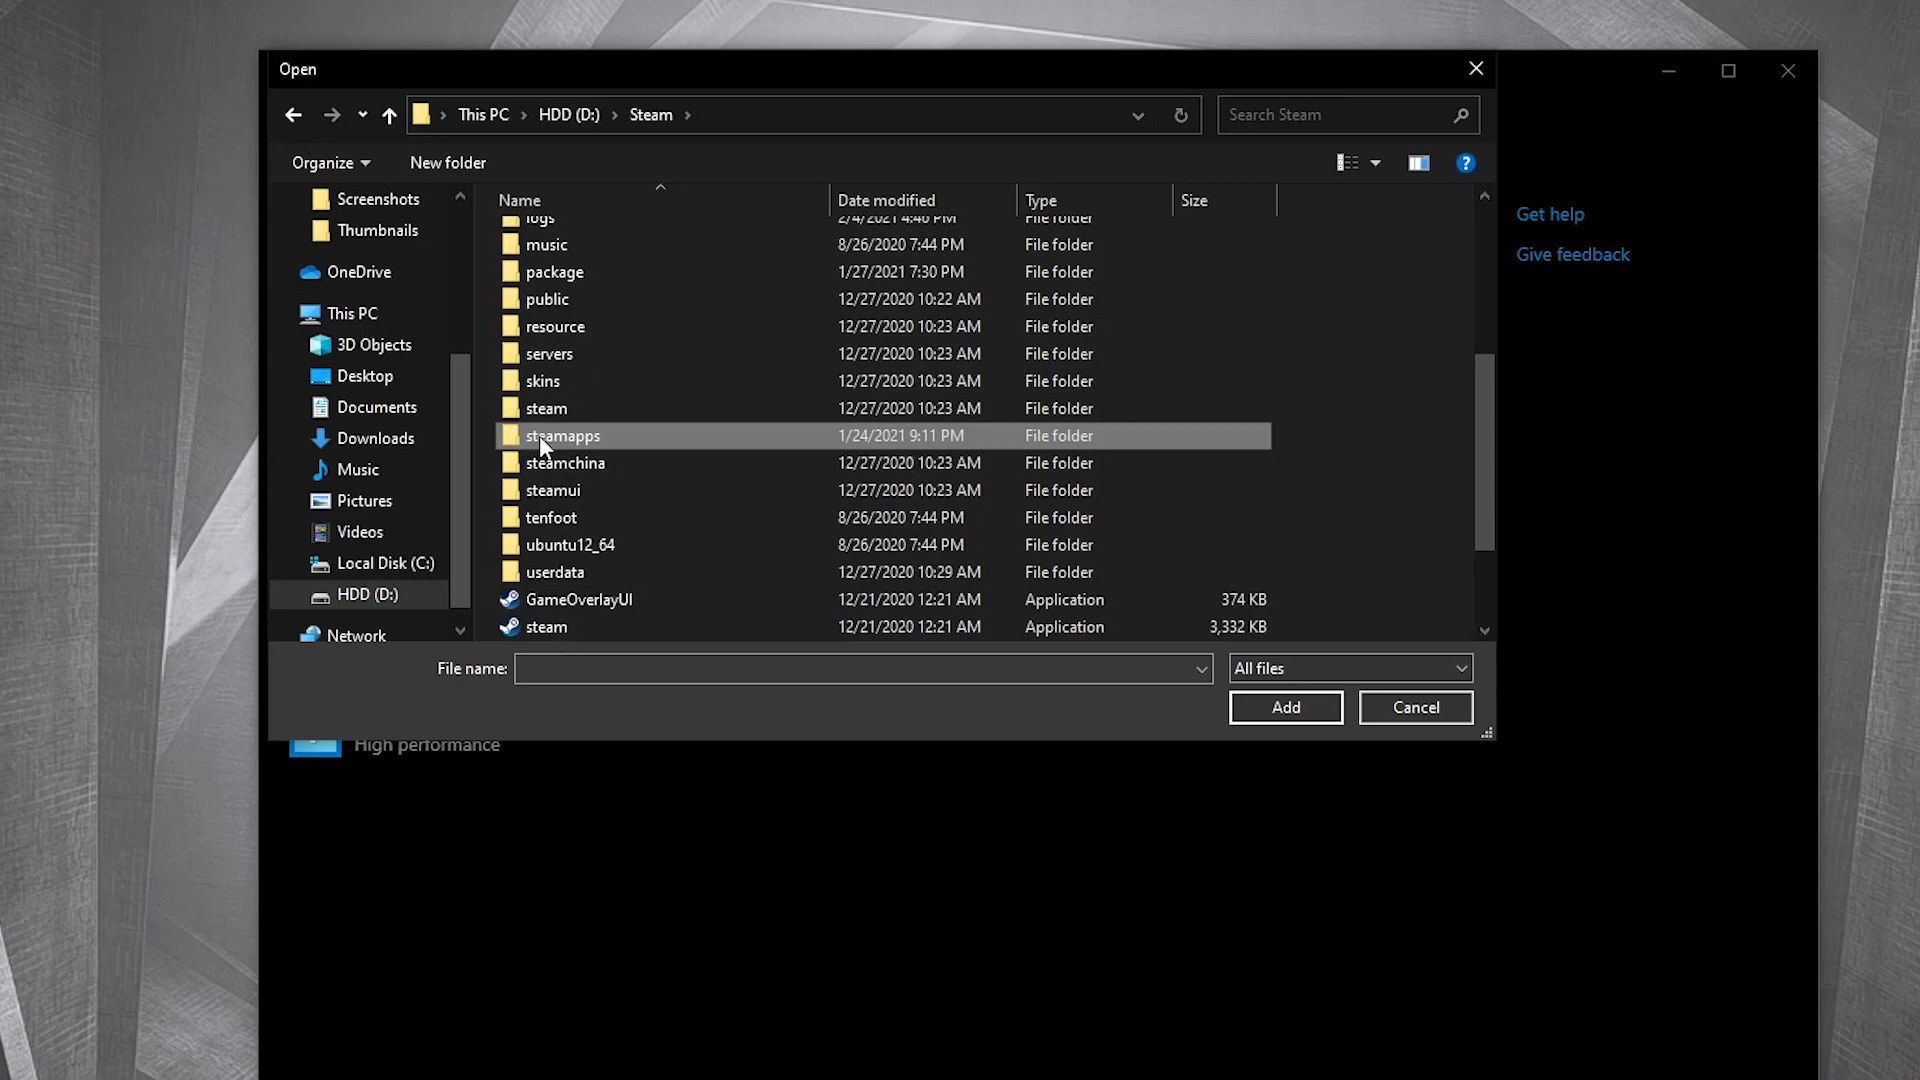 Open
This PC > HDD (D:) > Steam >
Search Steam
Organize
New folder
Screenshots
Thumbnails
OneDrive
This PC
3D Objects
Desktop
Documents
Downloads
Music
Pictures
Videos
Local Disk (C:)
HDD (D:)
Network
Name Date modified Type Size
logs 2/4/2021 4:46 PM File folder
music 8/26/2020 7:44 PM File folder
package 1/27/2021 7:30 PM File folder
public 12/27/2020 10:22 AM File folder
resource 12/27/2020 10:23 AM File folder
servers 12/27/2020 10:23 AM File folder
skins 12/27/2020 10:23 AM File folder
steam 12/27/2020 10:23 AM File folder
steamapps 1/24/2021 9:11 PM File folder
steamchina 12/27/2020 10:23 AM File folder
steamui 12/27/2020 10:23 AM File folder
tenfoot 8/26/2020 7:44 PM File folder
ubuntu12_64 8/26/2020 7:44 PM File folder
userdata 12/27/2020 10:29 AM File folder
GameOverlayUI 12/21/2020 12:21 AM Application 374 KB
steam 12/21/2020 12:21 AM Application 3,332 KB
File name:
All files
Add
Cancel
Get help
Give feedback
High performance